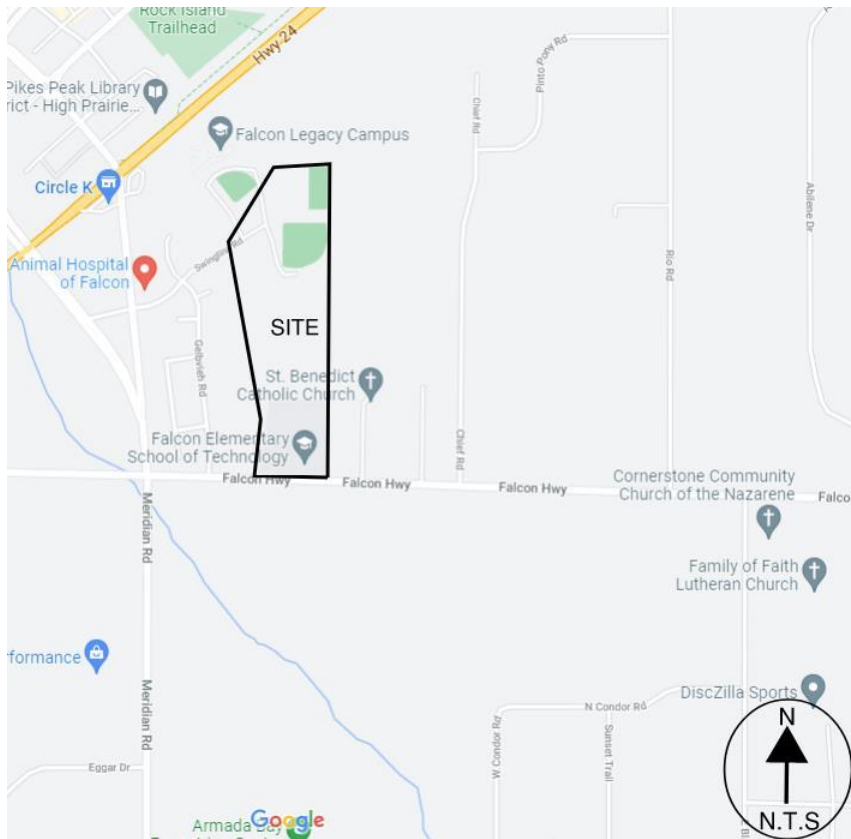 Rock Island
Trailhead
Hwy 24
Pinto Pony Rd
Pikes Peak Library
rict - High Prairie...
Chief Rd
Falcon Legacy Campus
Circle K
Abilene Dr
Swingline Rd
Rio Rd
Animal Hospital
of Falcon
SITE
Gelbvieh Rd
St. Benedict
Catholic Church
Falcon Elementary
School of Technology
Chief Rd
Falcon Hwy
Falcon Hwy
Falcon Hwy
Cornerstone Community
Church of the Nazarene
Falco
Meridian Rd
Family of Faith
Lutheran Church
rformance
Meridian Rd
DiscZilla Sports
N Condor Rd
W Condor Rd
Sunset Trail
N
Eggar Dr
N.T.S
Google
Armada Bay